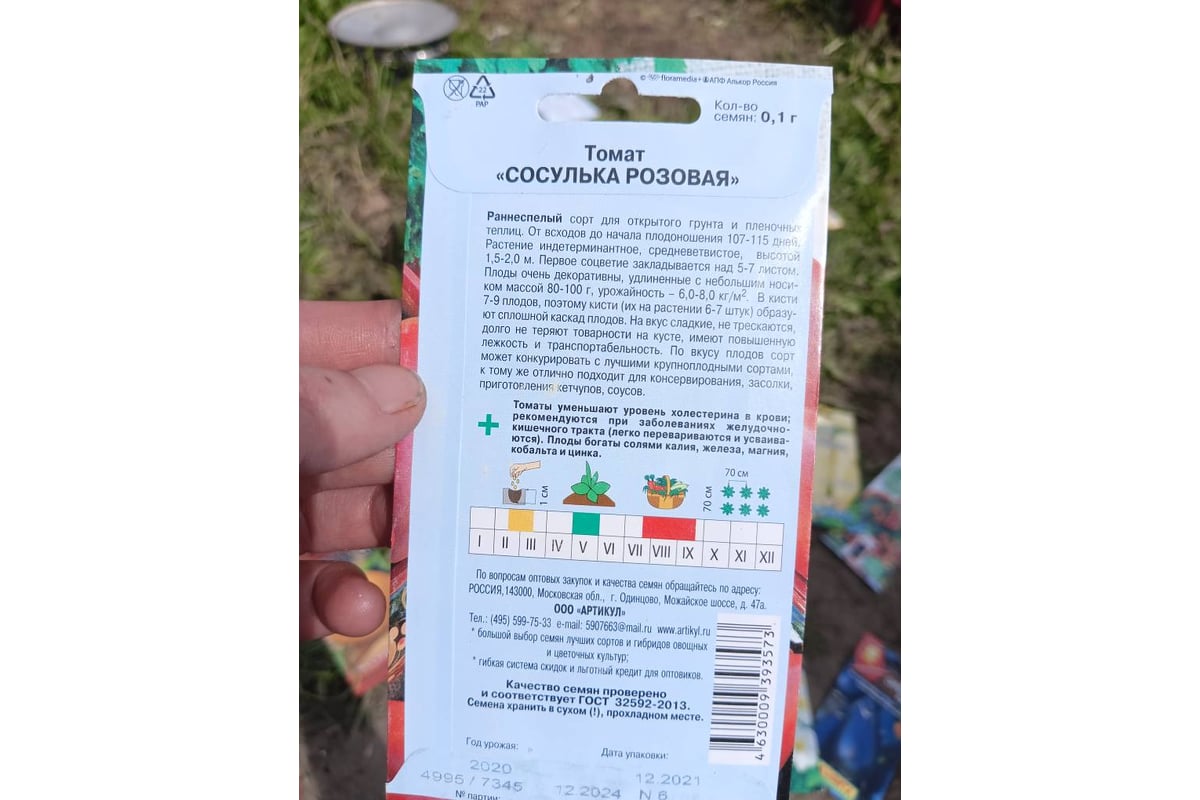 © floramedia+ АПФ Алькор Россия
22
PAP
Кол-во
семян: 0,1 г
Томат
«СОСУЛЬКА РОЗОВАЯ»
Раннеспелый сорт для открытого грунта и пленочных
теплиц. От всходов до начала плодоношения 107-115 дней.
Растение индетерминантное, средневетвистое, высотой
1,5-2,0 м. Первое соцветие закладывается над 5-7 листом.
Плоды очень декоративны, удлиненные с небольшим носи-
ком массой 80-100 г, урожайность – 6,0-8,0 кг/м². В кисти
7-9 плодов, поэтому кисти (их на растении 6-7 штук) образу-
ют сплошной каскад плодов. На вкус сладкие, не трескаются,
долго не теряют товарности на кусте, имеют повышенную
лежкость и транспортабельность. По вкусу плодов сорт
может конкурировать с лучшими крупноплодными сортами,
к тому же отлично подходит для консервирования, засолки,
приготовления кетчупов, соусов.
Томаты уменьшают уровень холестерина в крови;
рекомендуются при заболеваниях желудочно-
кишечного тракта (легко перевариваются и усваива-
ются). Плоды богаты солями калия, железа, магния,
кобальта и цинка.
1 см
70 см
70 см
I II III IV V VI VII VIII IX X XI XII
По вопросам оптовых закупок и качества семян обращайтесь по адресу:
РОССИЯ,143000, Московская обл., г. Одинцово, Можайское шоссе, д. 47а.
ООО «АРТИКУЛ»
Тел.: (495) 599-75-33 e-mail: 5907663@mail.ru www.artikyl.ru
* большой выбор семян лучших сортов и гибридов овощных
и цветочных культур;
* гибкая система скидок и льготный кредит для оптовиков.
Качество семян проверено
и соответствует ГОСТ 32592-2013.
Семена хранить в сухом (!), прохладном месте.
4630009393573
Год урожая:
Дата упаковки:
2020
12.2021
4995 / 7345
12.2024 N 6
№ партии: